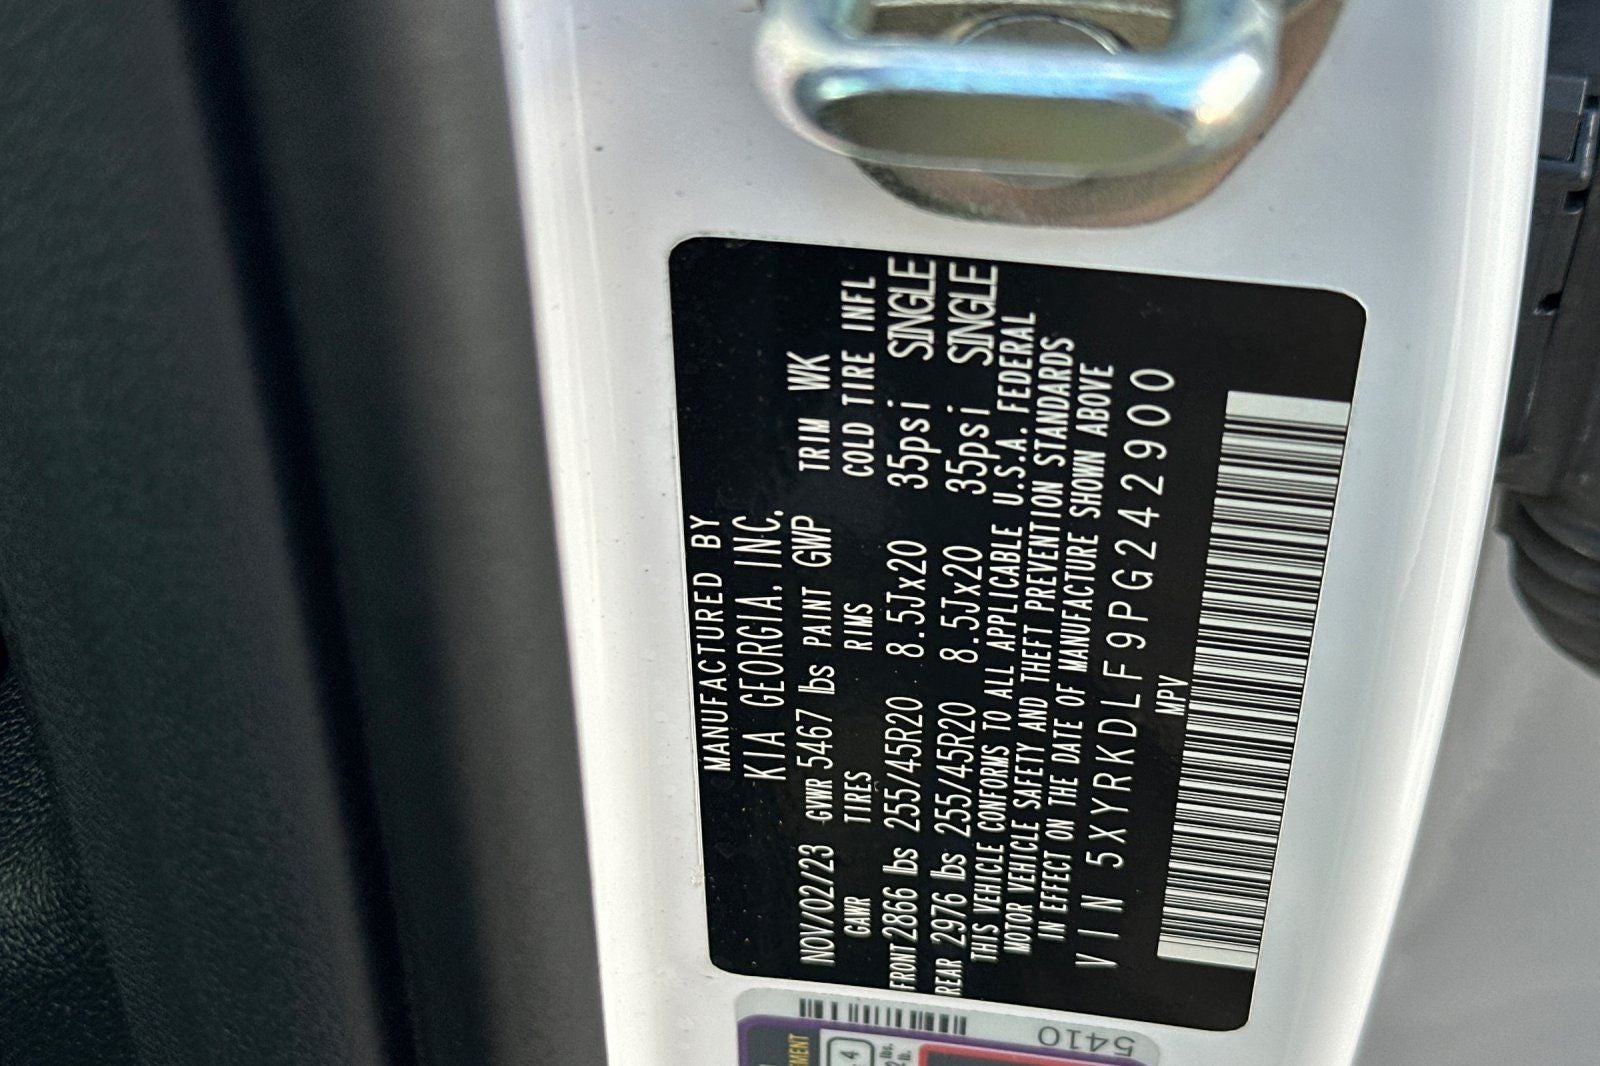 MANUFACTURED BY
KIA GEORGIA, INC.
NOV/02/23 GVWR 5467 lbs PAINT GWP TRIM WK
GAWR TIRES RIMS COLD TIRE INFL
FRONT 2866 lbs 255/45R20 8.5Jx20 35psi SINGLE
REAR 2976 lbs 255/45R20 8.5Jx20 35psi SINGLE
THIS VEHICLE CONFORMS TO ALL APPLICABLE U.S.A. FEDERAL
MOTOR VEHICLE SAFETY AND THEFT PREVENTION STANDARDS
IN EFFECT ON THE DATE OF MANUFACTURE SHOWN ABOVE
VIN 5XYRKDLF9PG242900
MPV
5410
4